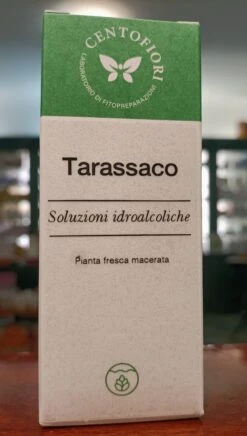 CENTOFIORI
LABORATORIO DI FITOPREPARAZIONI
Tarassaco
Soluzioni idroalcoliche
Pianta fresca macerata